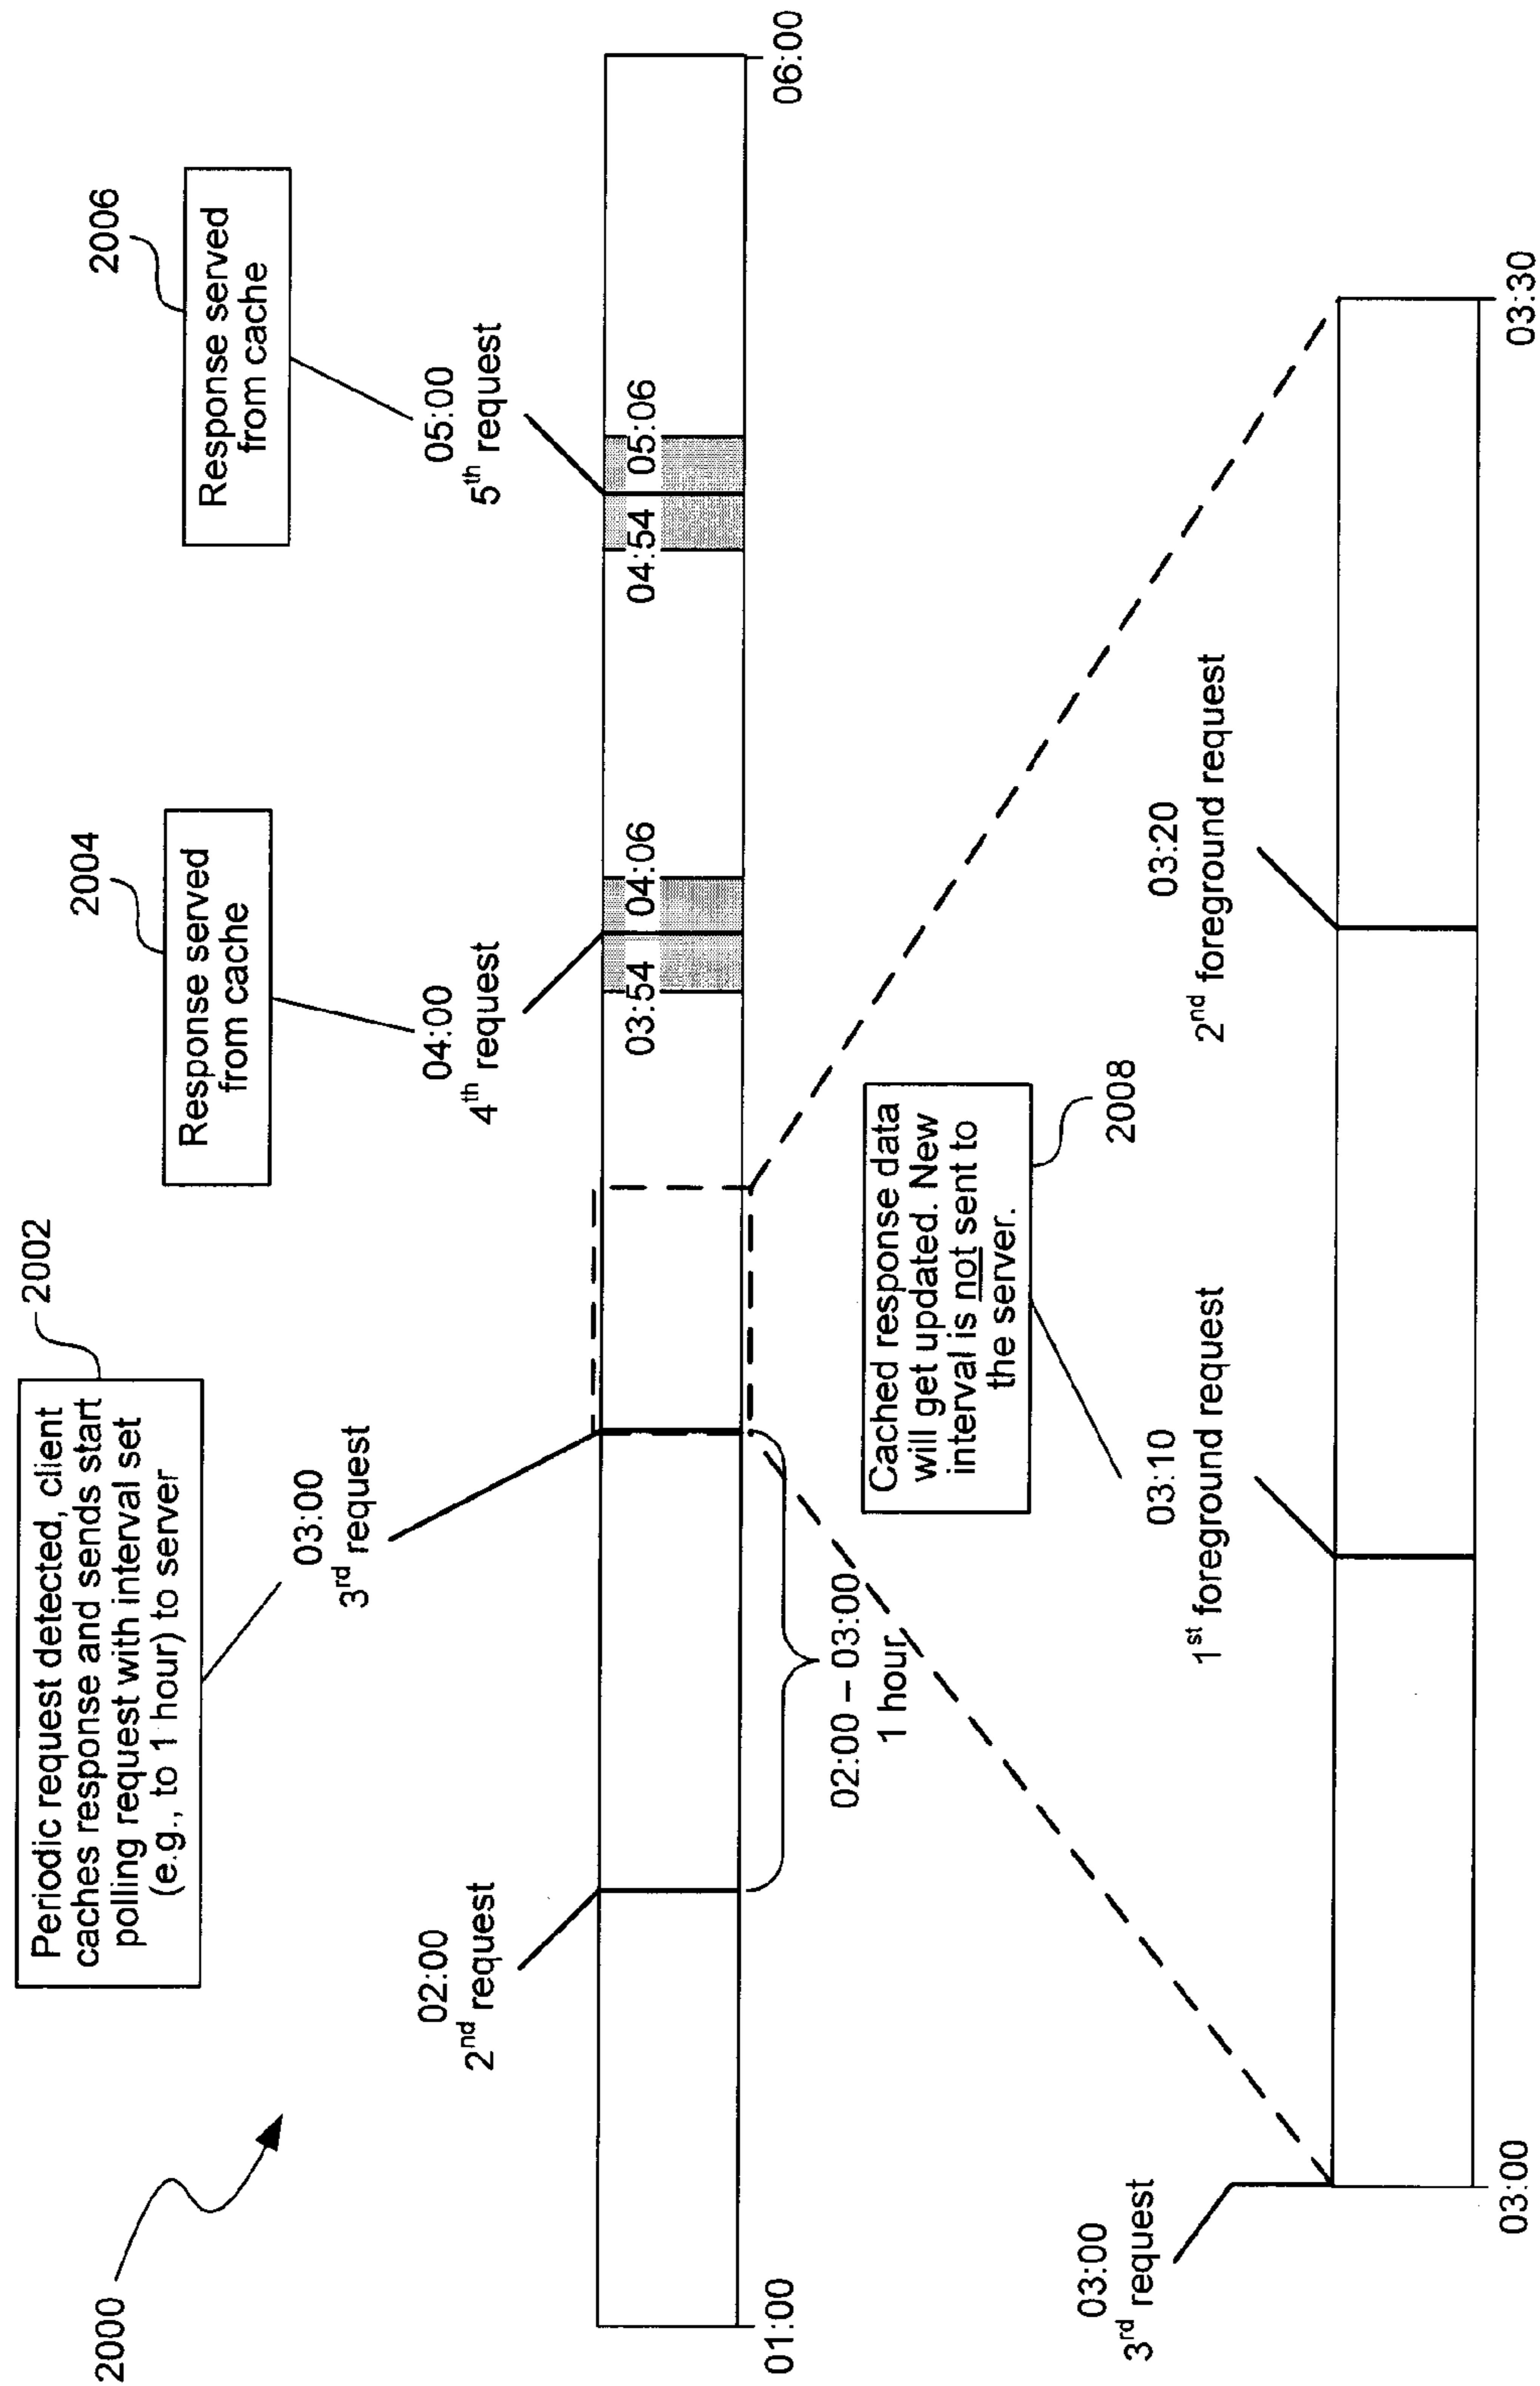 2000
Periodic request detected, client
caches response and sends start
polling request with interval set
(e.g., to 1 hour) to server
2002
Response served
from cache
2004
Response served
from cache
2006
02:00
2nd request
03:00
3rd request
04:00
4th request
05:00
5th request
03:54
04:06
04:54
05:06
01:00
06:00
02:00 – 03:00
1 hour
Cached response data
will get updated. New
interval is not sent to
the server.
2008
03:00
3rd request
03:10
1st foreground request
03:20
2nd foreground request
03:00
03:30